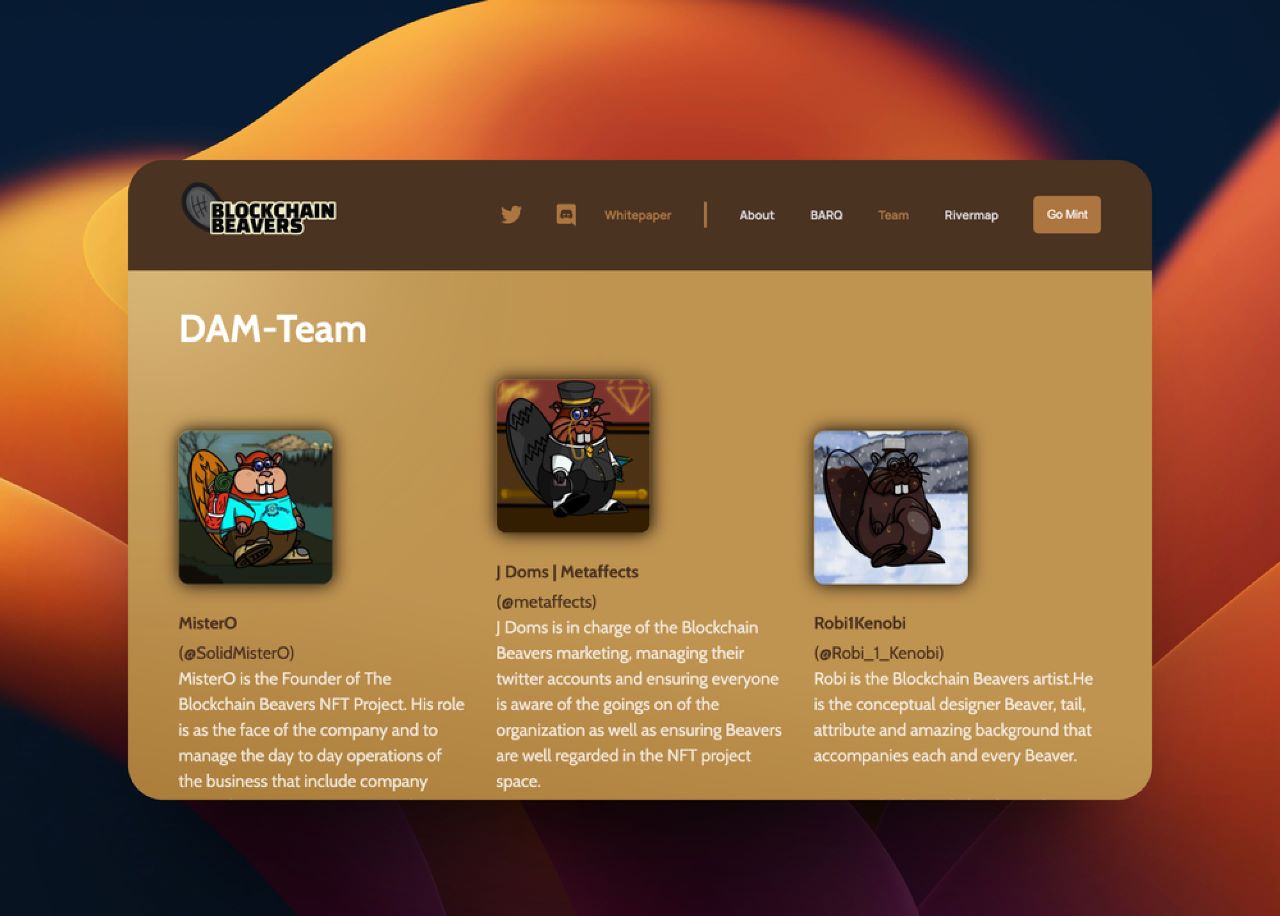 BLOCKCHAIN
BEAVERS
Whitepaper
About
BARQ
Team
Rivermap
Go Mint
DAM-Team
MisterO
(@SolidMisterO)
MisterO is the Founder of The
Blockchain Beavers NFT Project. His role
is as the face of the company and to
manage the day to day operations of
the business that include company
J Doms | Metaffects
(@metaffects)
J Doms is in charge of the Blockchain
Beavers marketing, managing their
twitter accounts and ensuring everyone
is aware of the goings on of the
organization as well as ensuring Beavers
are well regarded in the NFT project
space.
Robi1Kenobi
(@Robi_1_Kenobi)
Robi is the Blockchain Beavers artist.He
is the conceptual designer Beaver, tail,
attribute and amazing background that
accompanies each and every Beaver.